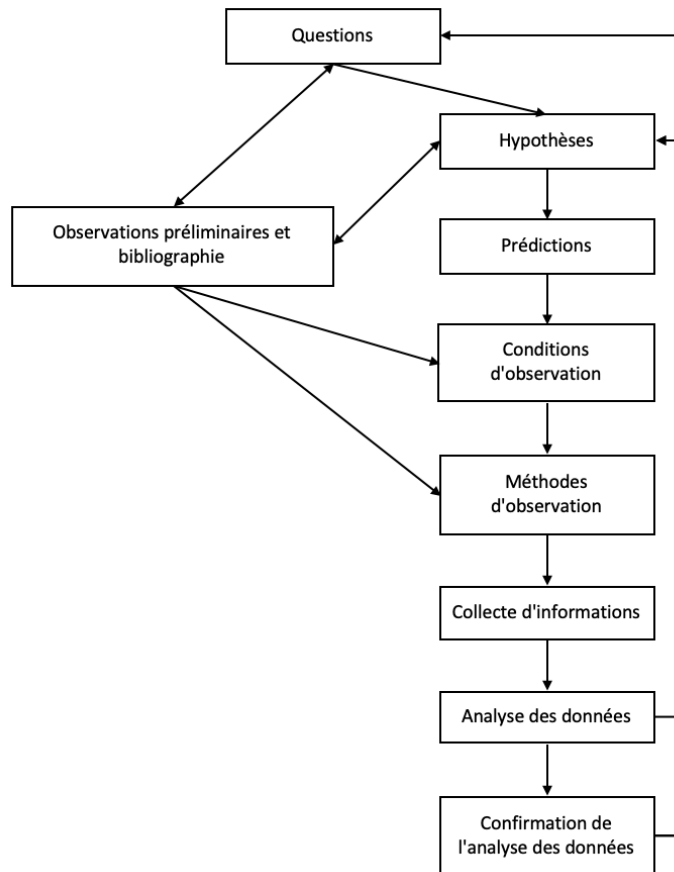 Questions
Hypothèses
Observations préliminaires et
bibliographie
Prédictions
Conditions
d'observation
Méthodes
d'observation
Collecte d'informations
Analyse des données
Confirmation de
l'analyse des données